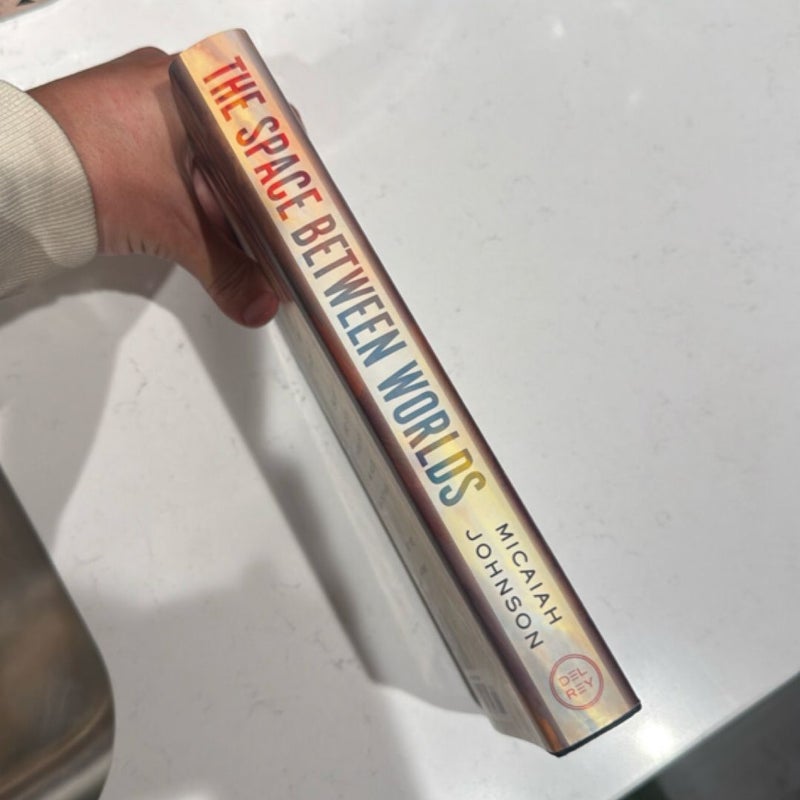 THE SPACE BETWEEN WORLDS
MICAIAH
JOHNSON
DEL
REY